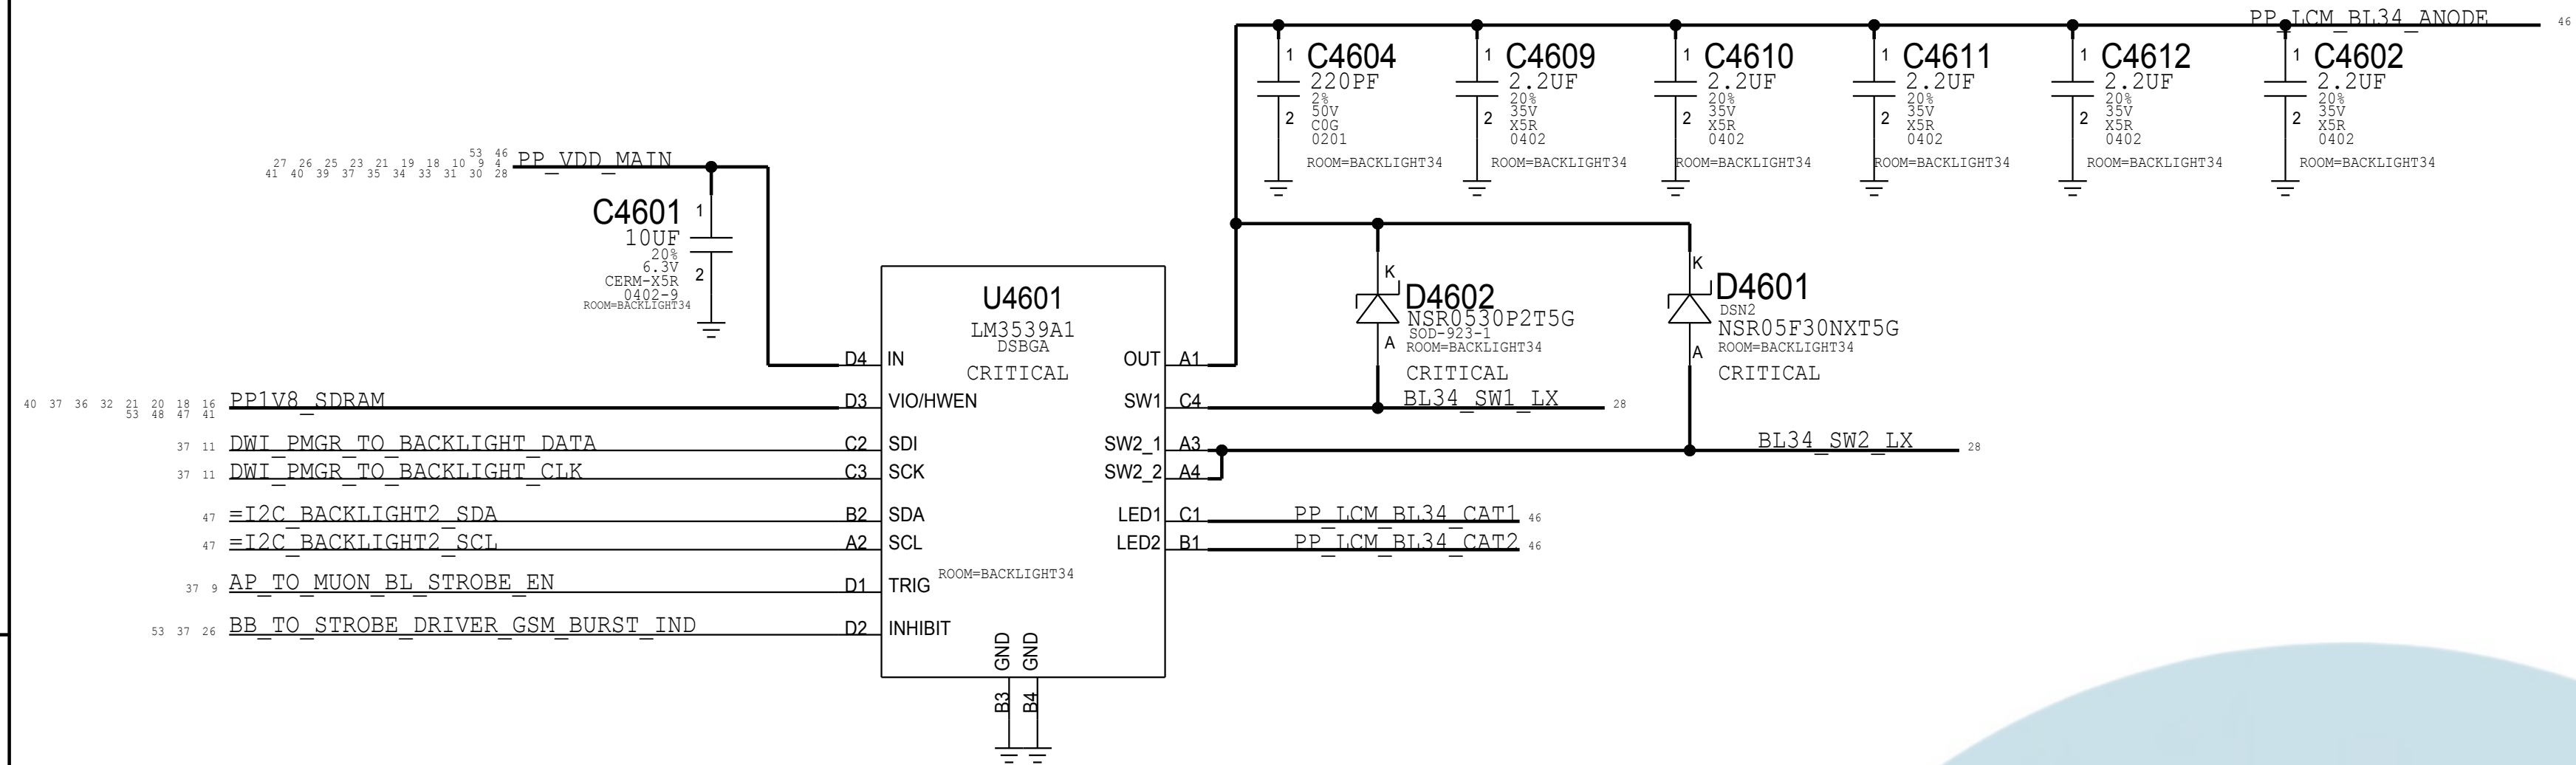 PP_LCM_BL34_ANODE 46
1 C4604
220PF
2%
50V
2 C0G
0201
ROOM=BACKLIGHT34
1 C4609
2.2UF
20%
35V
2 X5R
0402
ROOM=BACKLIGHT34
1 C4610
2.2UF
20%
35V
2 X5R
0402
ROOM=BACKLIGHT34
1 C4611
2.2UF
20%
35V
2 X5R
0402
ROOM=BACKLIGHT34
1 C4612
2.2UF
20%
35V
2 X5R
0402
ROOM=BACKLIGHT34
1 C4602
2.2UF
20%
35V
2 X5R
0402
ROOM=BACKLIGHT34
53 46
27 26 25 23 21 19 18 10 9 4 PP_VDD_MAIN
41 40 39 37 35 34 33 31 30 28
C4601 1
10UF
20%
6.3V 2
CERM-X5R
0402-9
ROOM=BACKLIGHT34
U4601
LM3539A1
DSBGA
CRITICAL
D4 IN
OUT A1
K
D4602
NSR0530P2T5G
SOD-923-1
A ROOM=BACKLIGHT34
CRITICAL
K
D4601
DSN2
NSR05F30NXT5G
A ROOM=BACKLIGHT34
CRITICAL
40 37 36 32 21 20 18 16 PP1V8_SDRAM D3 VIO/HWEN
53 48 47 41
SW1 C4 BL34_SW1_LX 28
37 11 DWI_PMGR_TO_BACKLIGHT_DATA C2 SDI
SW2_1 A3 BL34_SW2_LX 28
37 11 DWI_PMGR_TO_BACKLIGHT_CLK C3 SCK
SW2_2 A4
47 =I2C_BACKLIGHT2_SDA B2 SDA
LED1 C1 PP_LCM_BL34_CAT1 46
47 =I2C_BACKLIGHT2_SCL A2 SCL
LED2 B1 PP_LCM_BL34_CAT2 46
37 9 AP_TO_MUON_BL_STROBE_EN D1 TRIG
ROOM=BACKLIGHT34
53 37 26 BB_TO_STROBE_DRIVER_GSM_BURST_IND D2 INHIBIT
GND GND
B3 B4